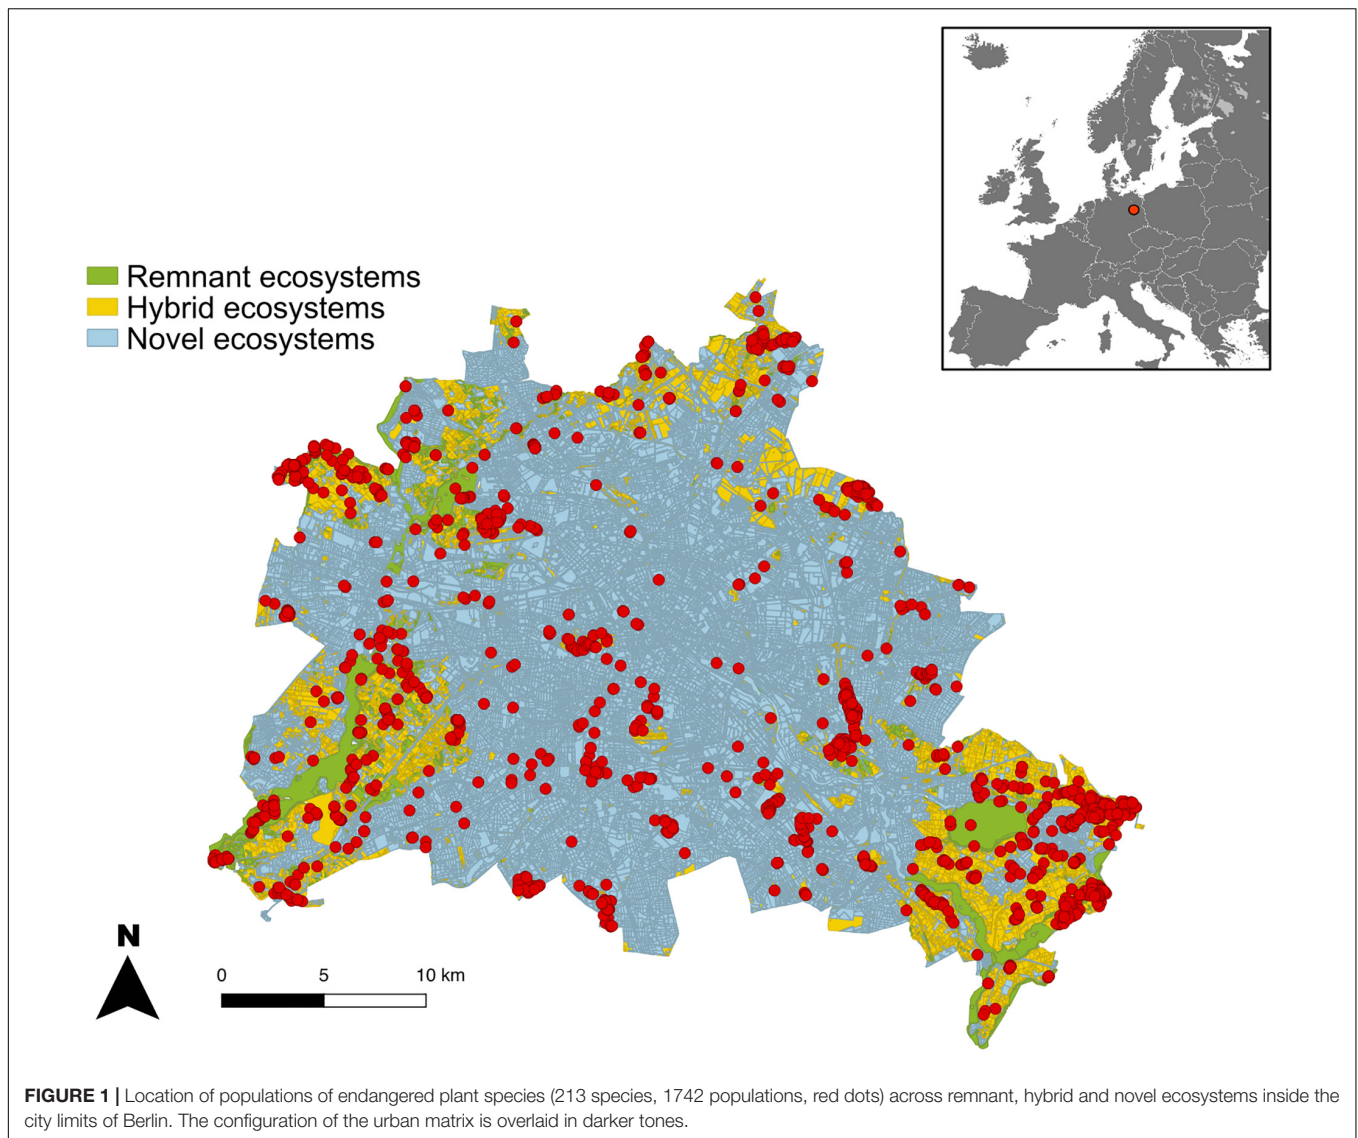 Remnant ecosystems
Hybrid ecosystems
Novel ecosystems
N
0 5 10 km
FIGURE 1 | Location of populations of endangered plant species (213 species, 1742 populations, red dots) across remnant, hybrid and novel ecosystems inside the
city limits of Berlin. The configuration of the urban matrix is overlaid in darker tones.